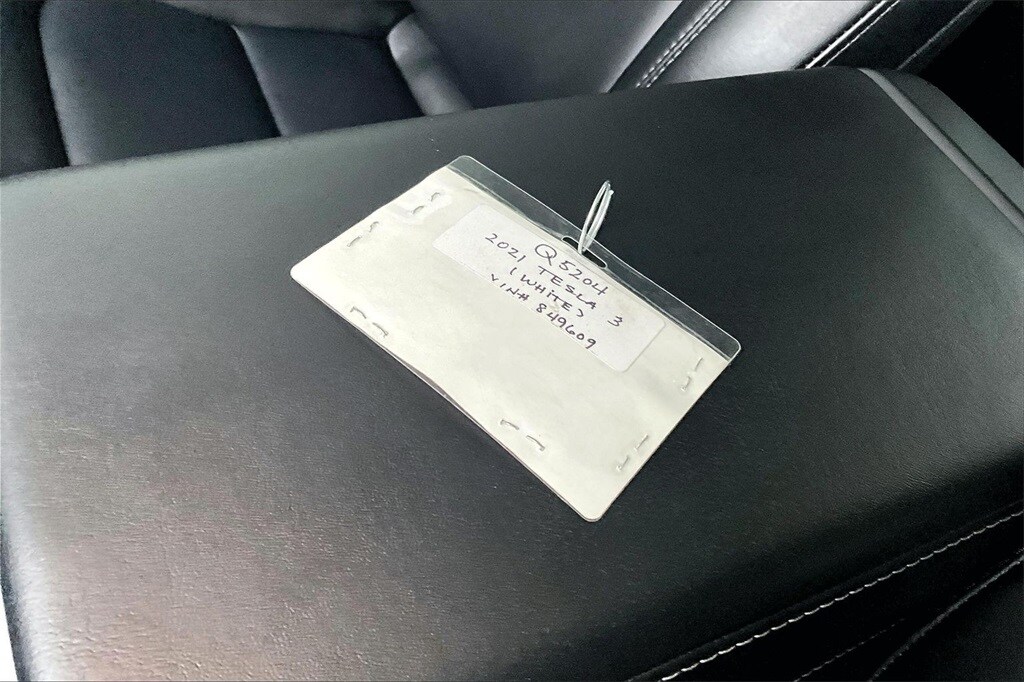 Q5204
2021 TESLA 3
(WHITE)
VIN# 849609